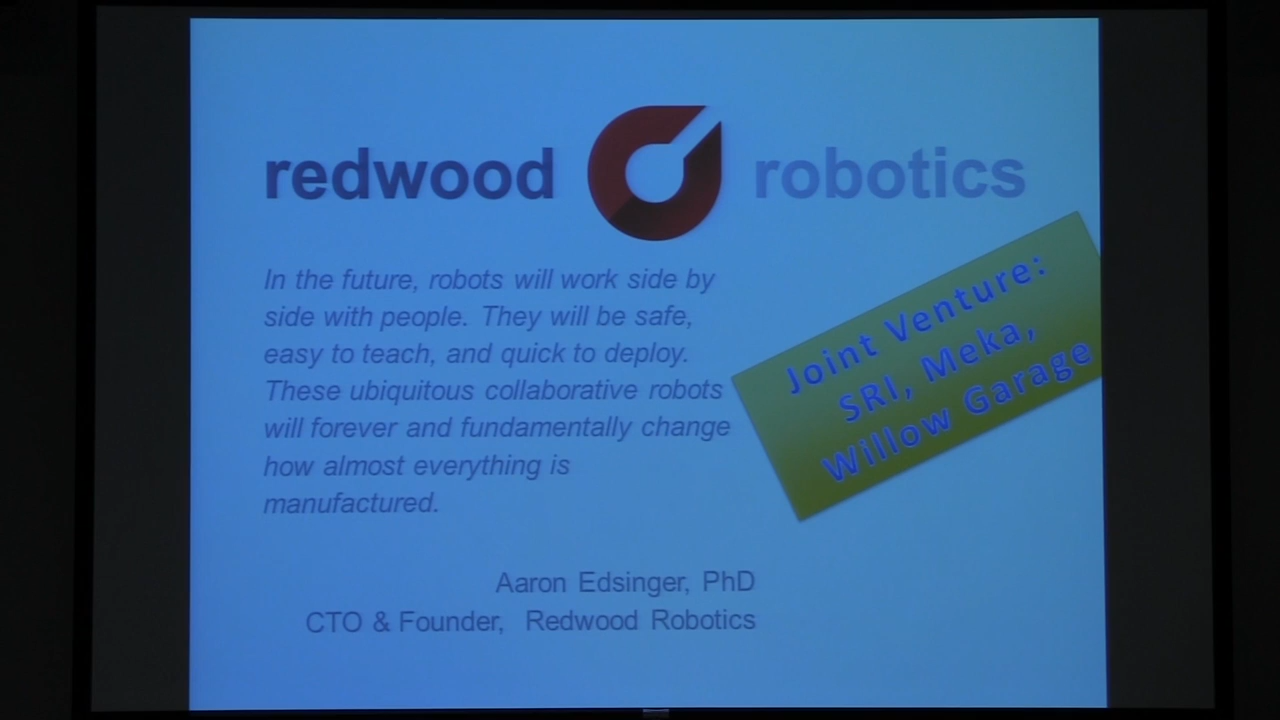 redwood robotics
In the future, robots will work side by
side with people. They will be safe,
easy to teach, and quick to deploy.
These ubiquitous collaborative robots
will forever and fundamentally change
how almost everything is
manufactured.
Joint Venture:
SRI, Meka,
Willow Garage
Aaron Edsinger, PhD
CTO & Founder, Redwood Robotics